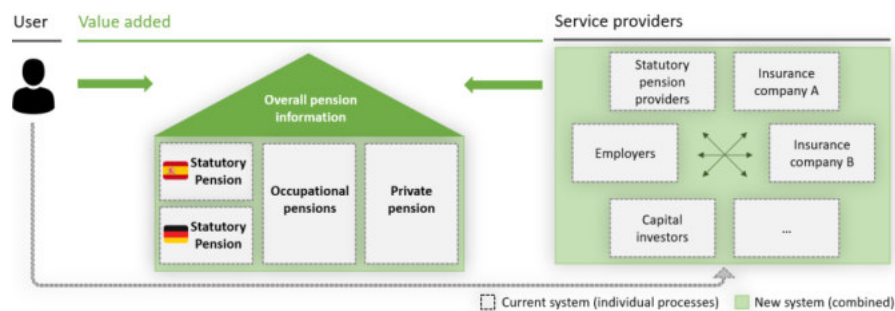 User
Value added
Service providers
Overall pension
information
Statutory
Pension
Statutory
Pension
Occupational
pensions
Private
pension
Statutory
pension
providers
Insurance
company A
Employers
Insurance
company B
Capital
investors
...
Current system (individual processes)
New system (combined)